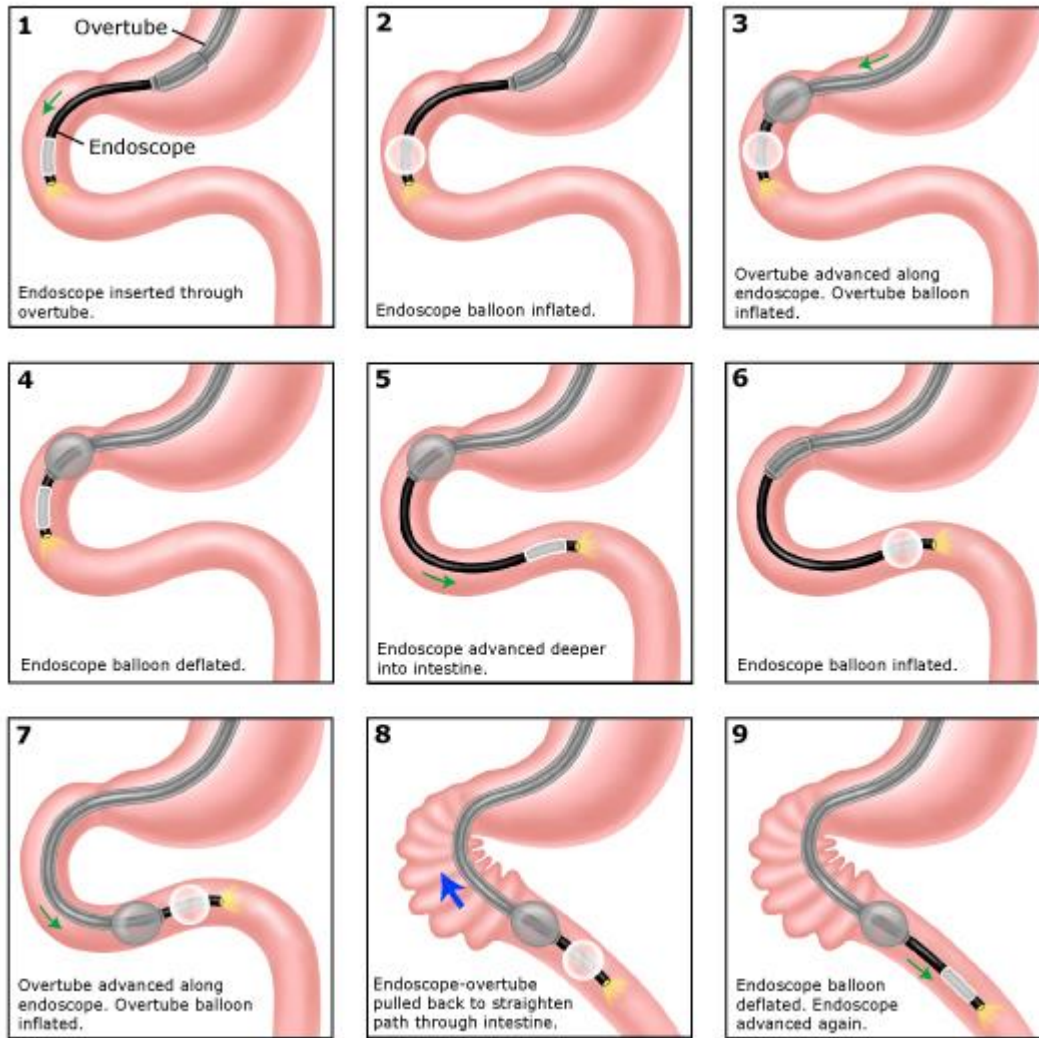 1
Overtube
Endoscope
Endoscope inserted through
overtube.
2
Endoscope balloon inflated.
3
Overtube advanced along
endoscope. Overtube balloon
inflated.
4
Endoscope balloon deflated.
5
Endoscope advanced deeper
into intestine.
6
Endoscope balloon inflated.
7
Overtube advanced along
endoscope. Overtube balloon
inflated.
8
Endoscope-overtube
pulled back to straighten
path through intestine.
9
Endoscope balloon
deflated. Endoscope
advanced again.